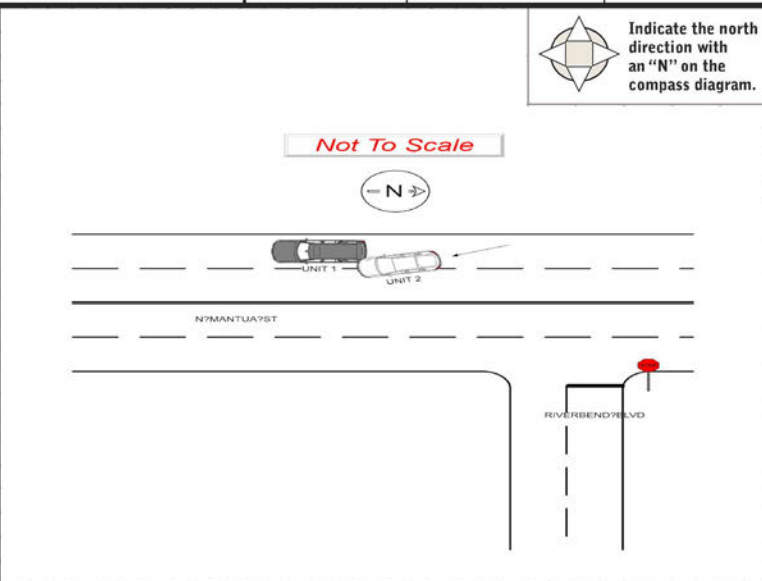 Indicate the north
direction with
an “N” on the
compass diagram.
Not To Scale
N
UNIT 1
UNIT 2
N?MANTUA?ST
RIVERBEND?BLVD